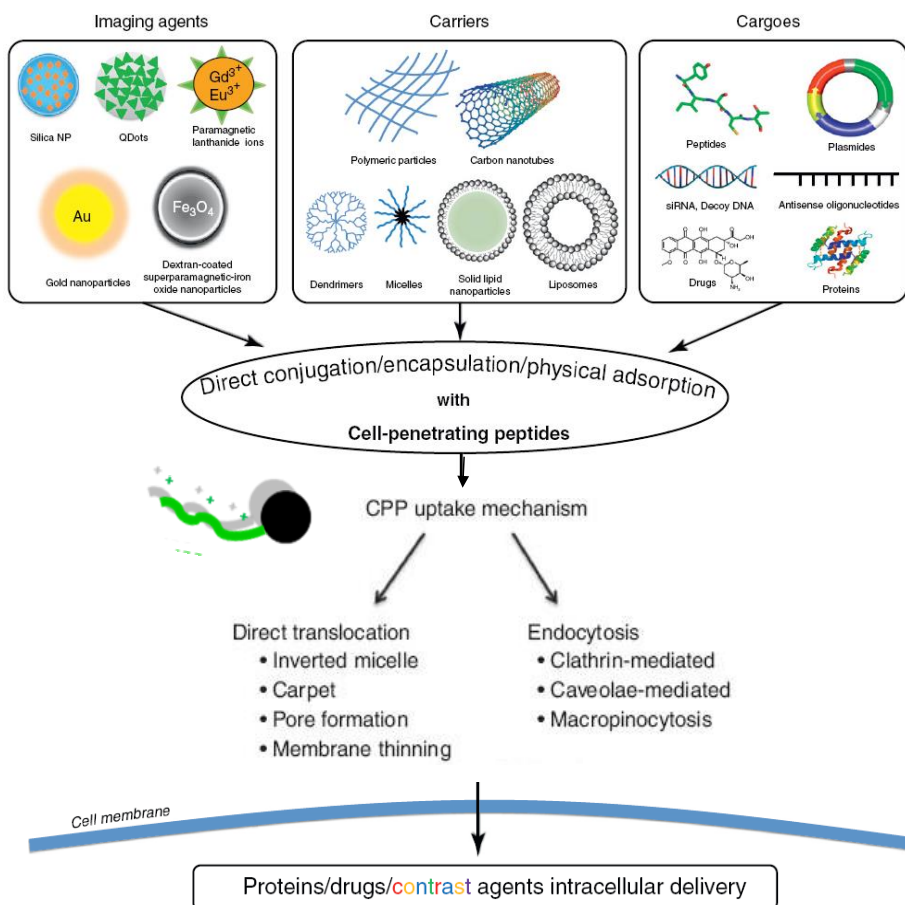 Imaging agents
Carriers
Cargoes
Gd³⁺
Eu³⁺
Silica NP
QDots
Paramagnetic
lanthanide ions
Au
Fe₃O₄
Gold nanoparticles
Dextran-coated
superparamagnetic-iron
oxide nanoparticles
Polymeric particles
Carbon nanotubes
Dendrimers
Micelles
Solid lipid
nanoparticles
Liposomes
Peptides
Plasmides
siRNA, Decoy DNA
Antisense oligonucleotides
Drugs
Proteins
Direct conjugation/encapsulation/physical adsorption
with
Cell-penetrating peptides
CPP uptake mechanism
Direct translocation
• Inverted micelle
• Carpet
• Pore formation
• Membrane thinning
Endocytosis
• Clathrin-mediated
• Caveolae-mediated
• Macropinocytosis
Cell membrane
Proteins/drugs/contrast agents intracellular delivery